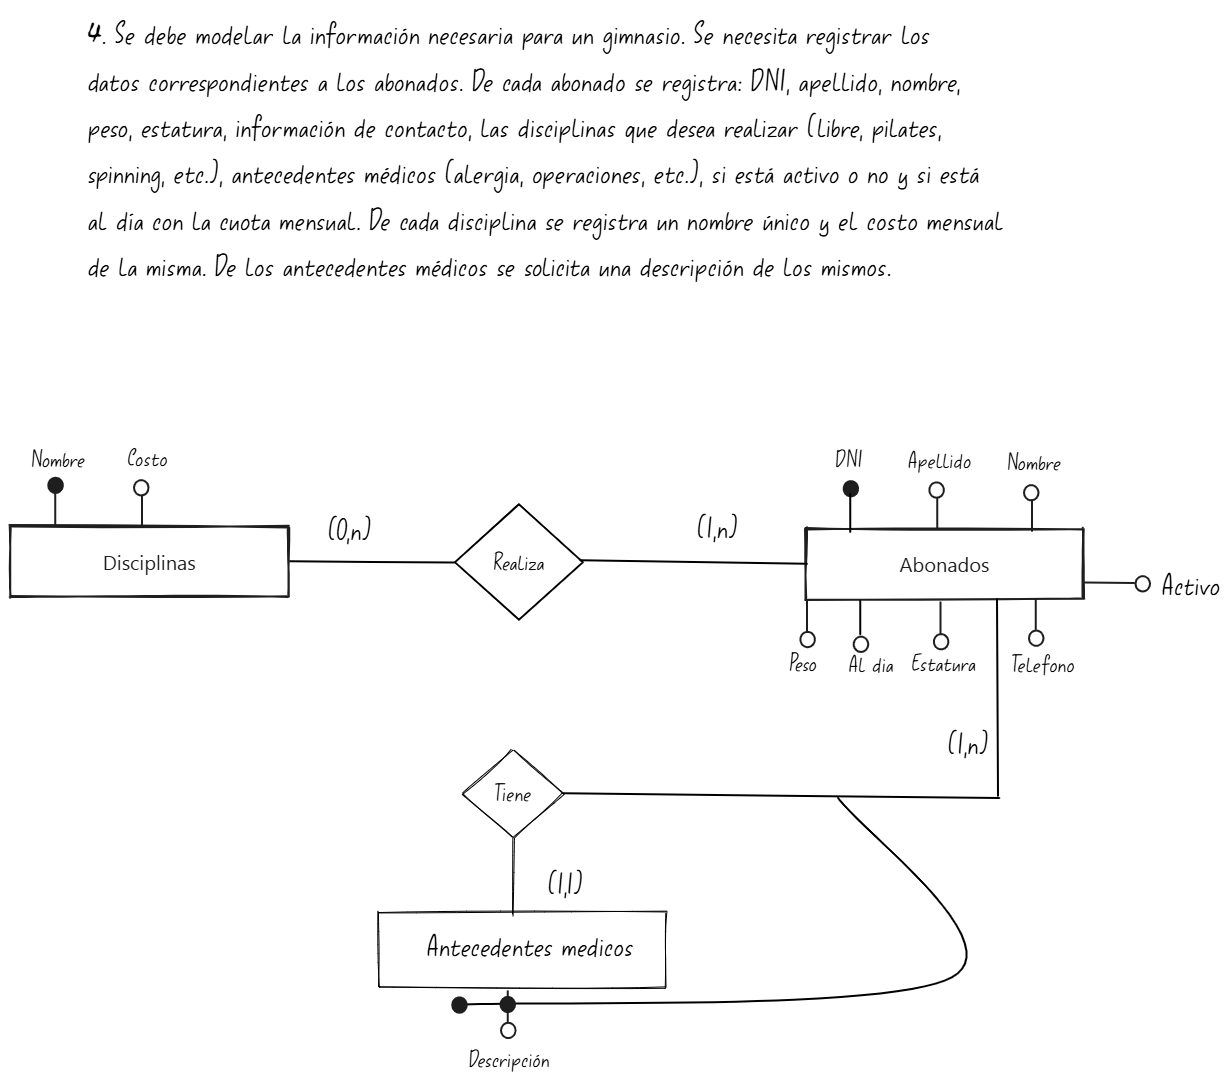 4. Se debe modelar la información necesaria para un gimnasio. Se necesita registrar los
datos correspondientes a los abonados. De cada abonado se registra: DNI, apellido, nombre,
peso, estatura, información de contacto, las disciplinas que desea realizar (libre, pilates,
spinning, etc.), antecedentes médicos (alergia, operaciones, etc.), si está activo o no y si está
al día con la cuota mensual. De cada disciplina se registra un nombre único y el costo mensual
de la misma. De los antecedentes médicos se solicita una descripción de los mismos.
Nombre Costo
DNI Apellido Nombre
(0,n) (1,n)
Disciplinas Realiza Abonados
Activo
Peso Al dia Estatura Telefono
(1,n)
Tiene
(1,1)
Antecedentes medicos
Descripción